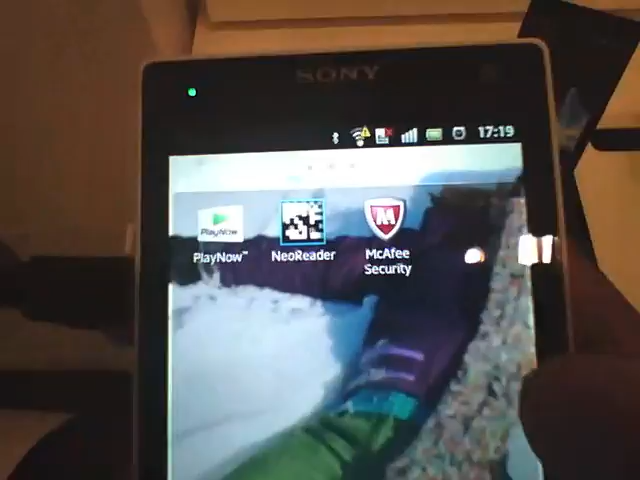 SONY
17:19
PlayNow
PlayNow™
NeoReader
M
McAfee
Security